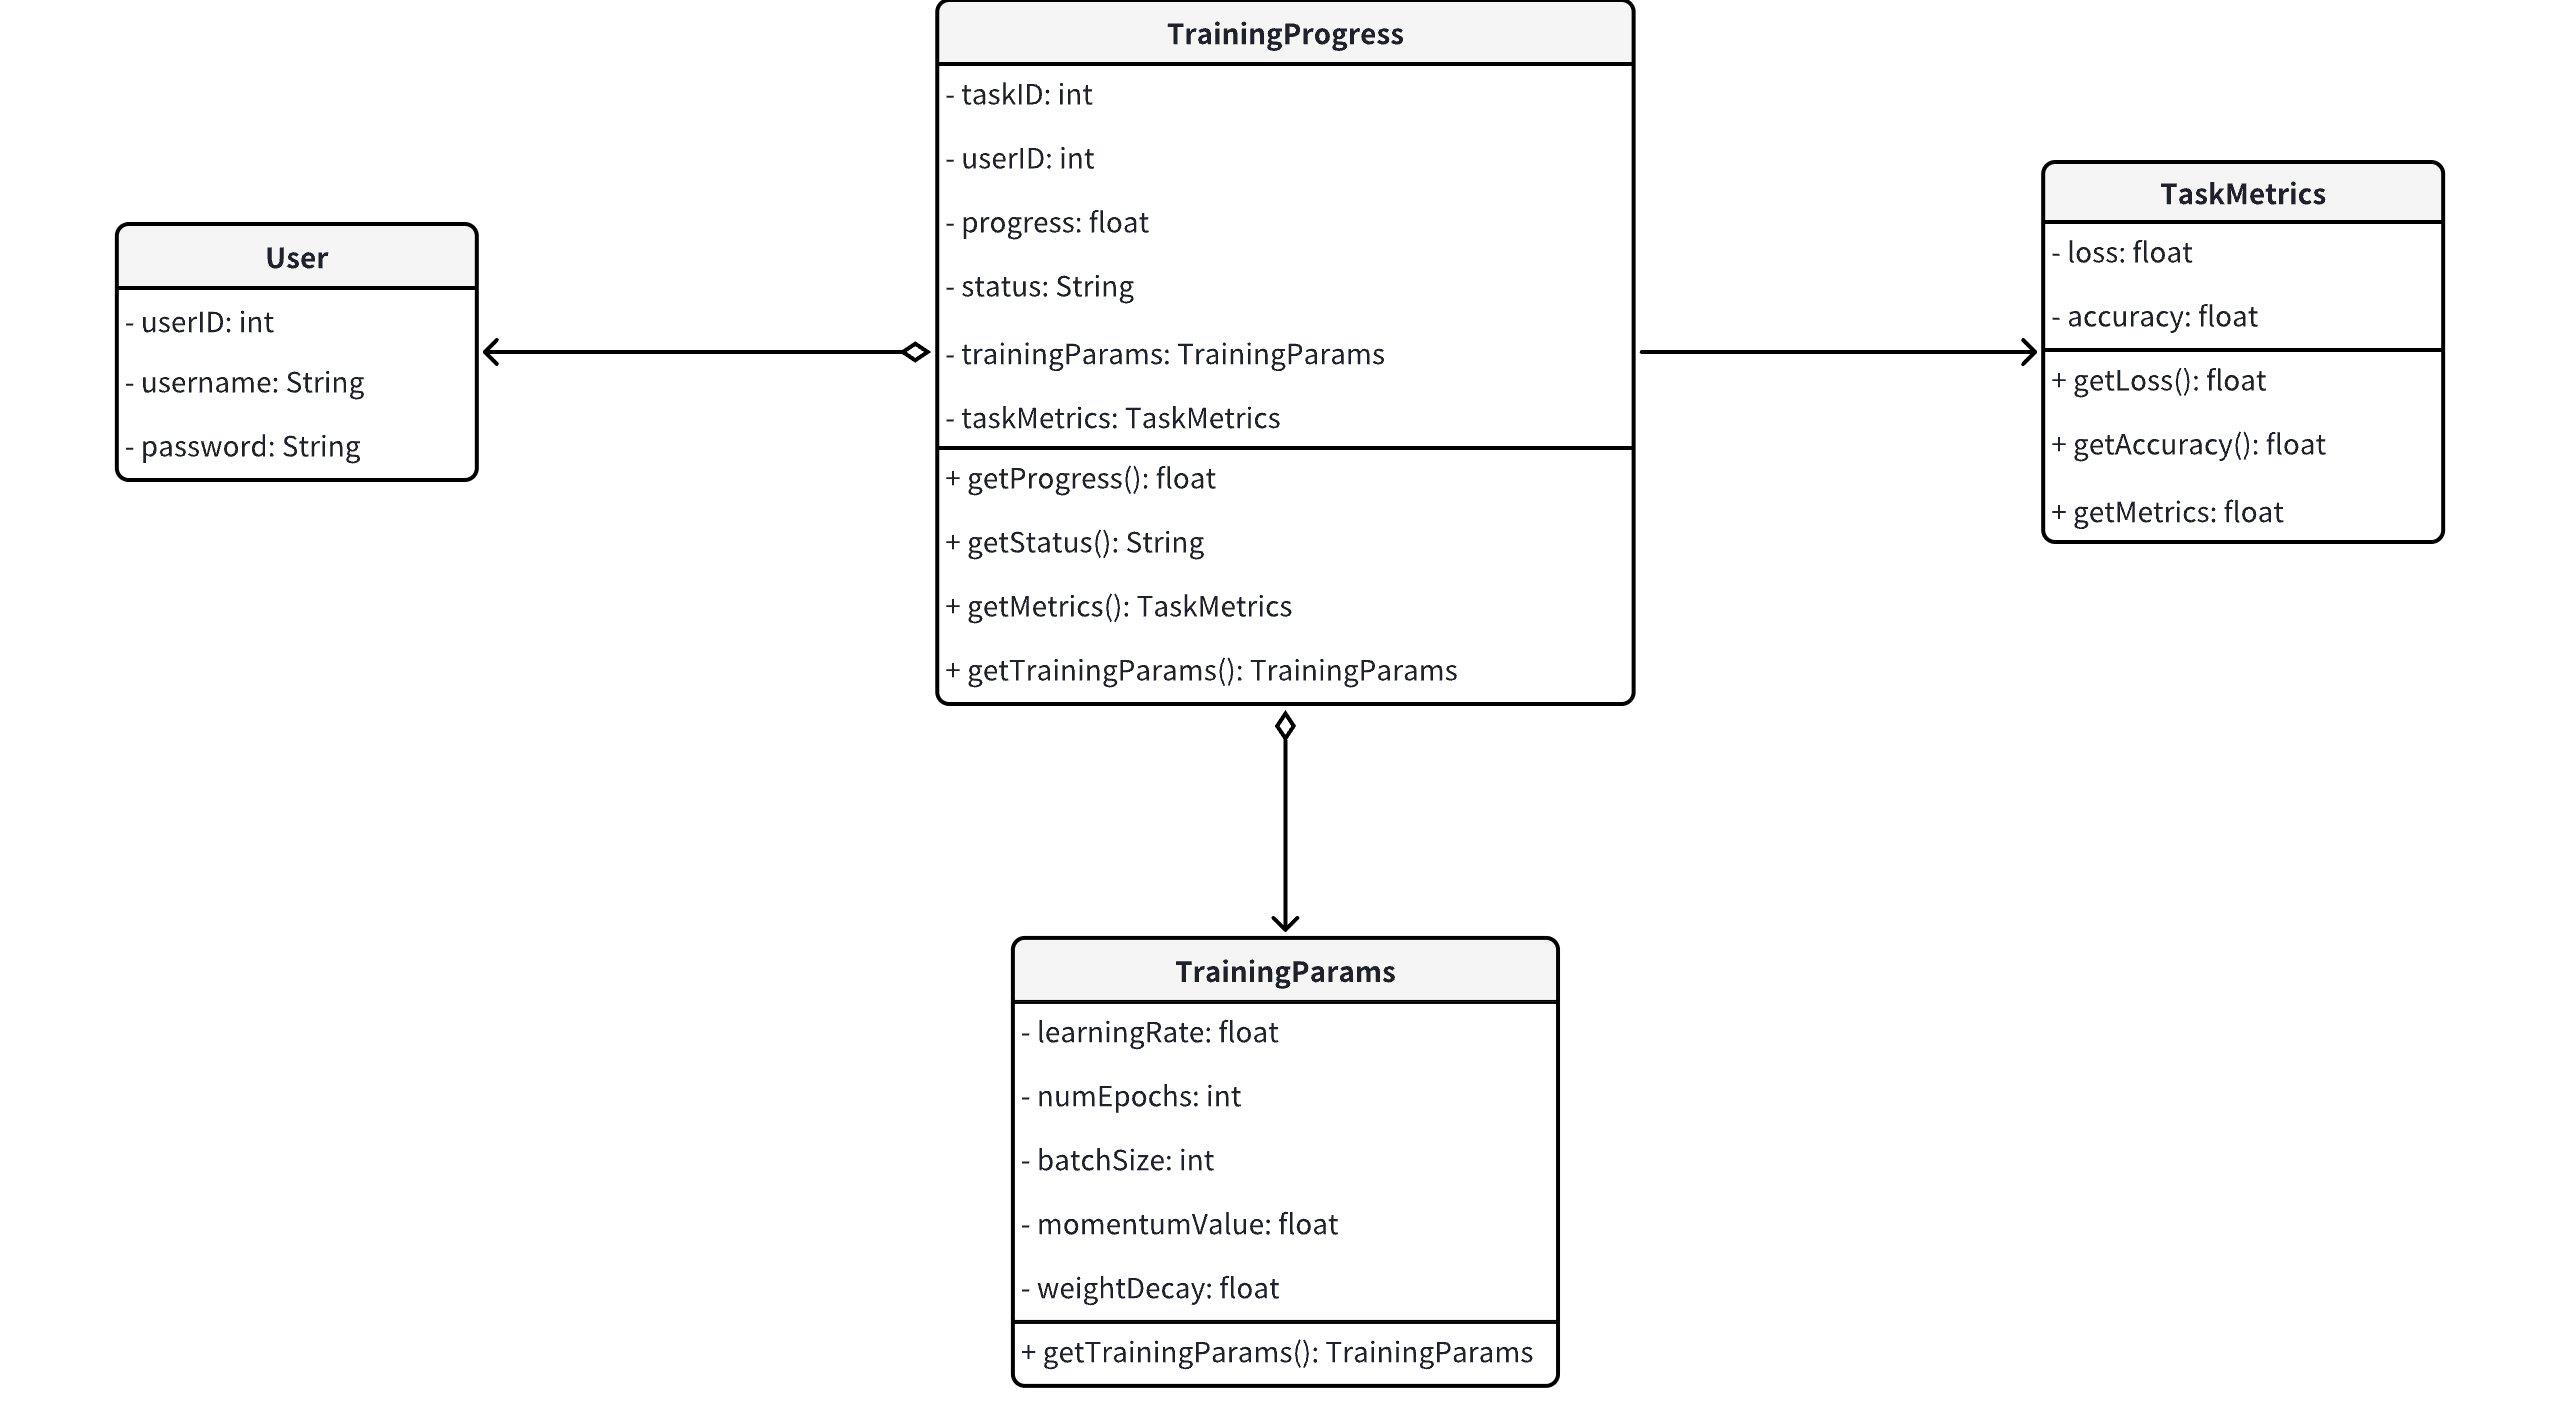 TrainingProgress
- taskID: int
- userID: int
- progress: float
- status: String
- trainingParams: TrainingParams
- taskMetrics: TaskMetrics
+ getProgress(): float
+ getStatus(): String
+ getMetrics(): TaskMetrics
+ getTrainingParams(): TrainingParams
User
- userID: int
- username: String
- password: String
TaskMetrics
- loss: float
- accuracy: float
+ getLoss(): float
+ getAccuracy(): float
+ getMetrics: float
TrainingParams
- learningRate: float
- numEpochs: int
- batchSize: int
- momentumValue: float
- weightDecay: float
+ getTrainingParams(): TrainingParams